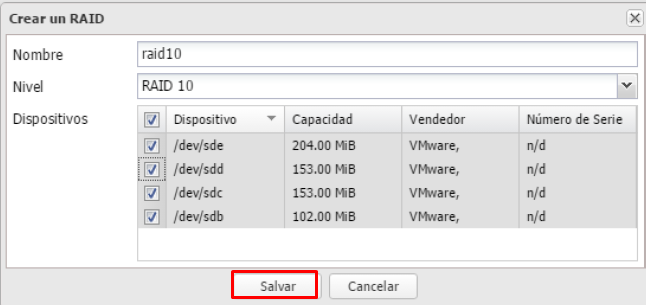 Crear un RAID
Nombre raid10
Nivel RAID 10
Dispositivos Dispositivo Capacidad Vendedor Número de Serie
/dev/sde 204.00 MiB VMware, n/d
/dev/sdd 153.00 MiB VMware, n/d
/dev/sdc 153.00 MiB VMware, n/d
/dev/sdb 102.00 MiB VMware, n/d
Salvar Cancelar